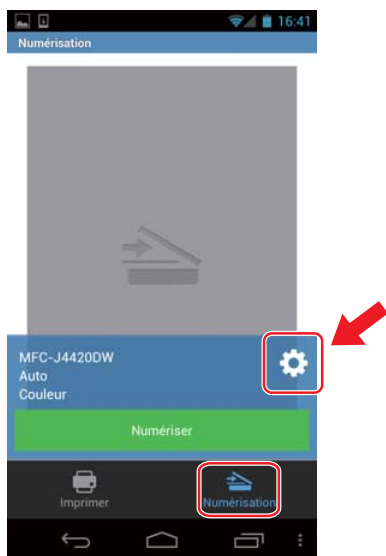 16:41
Numérisation
MFC-J4420DW
Auto
Couleur
Numériser
Imprimer
Numérisation